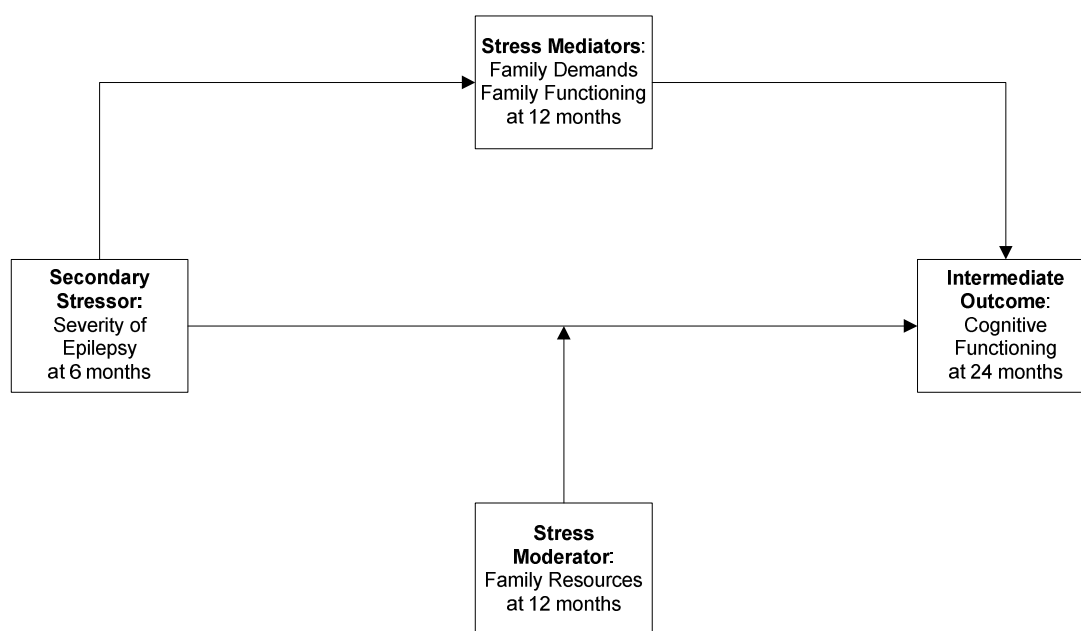 Stress Mediators:
Family Demands
Family Functioning
at 12 months
Secondary
Stressor:
Severity of
Epilepsy
at 6 months
Intermediate
Outcome:
Cognitive
Functioning
at 24 months
Stress
Moderator:
Family Resources
at 12 months